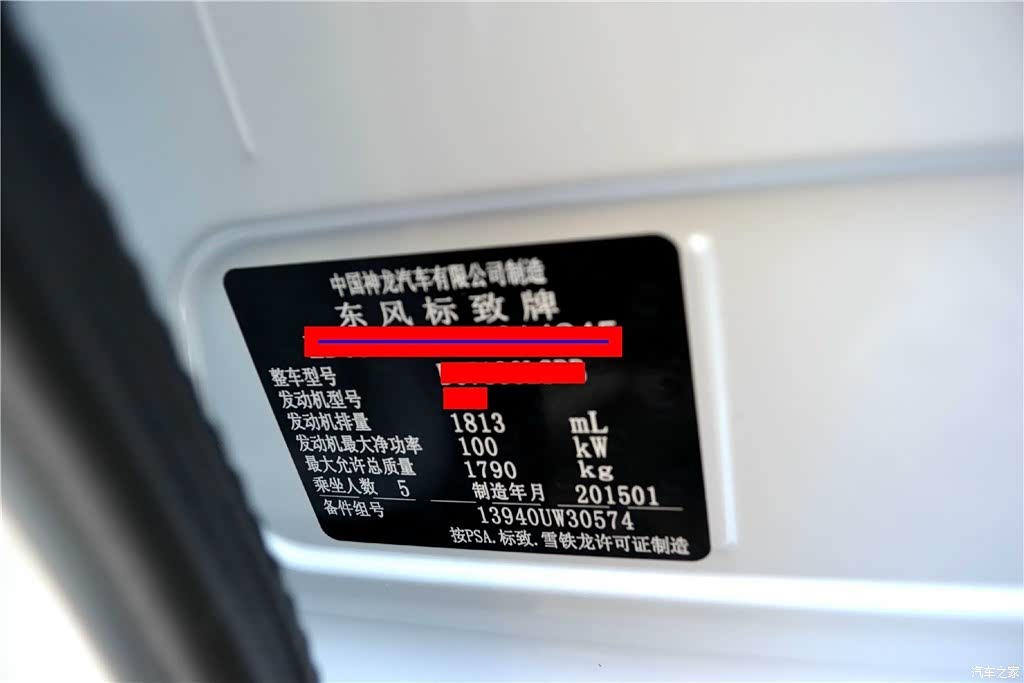 中国神龙汽车有限公司制造
东风标致牌
整车型号
发动机型号
发动机排量 1813 mL
发动机最大净功率 100 kW
最大允许总质量 1790 kg
乘坐人数 5 制造年月 201501
备件组号 13940UW30574
按PSA.标致.雪铁龙许可证制造
汽车之家